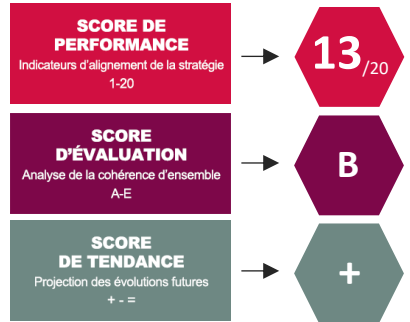 SCORE DE
PERFORMANCE
Indicateurs d'alignement de la stratégie
1-20
13/20
SCORE
D'ÉVALUATION
Analyse de la cohérence d'ensemble
A-E
B
SCORE
DE TENDANCE
Projection des évolutions futures
+ - =
+